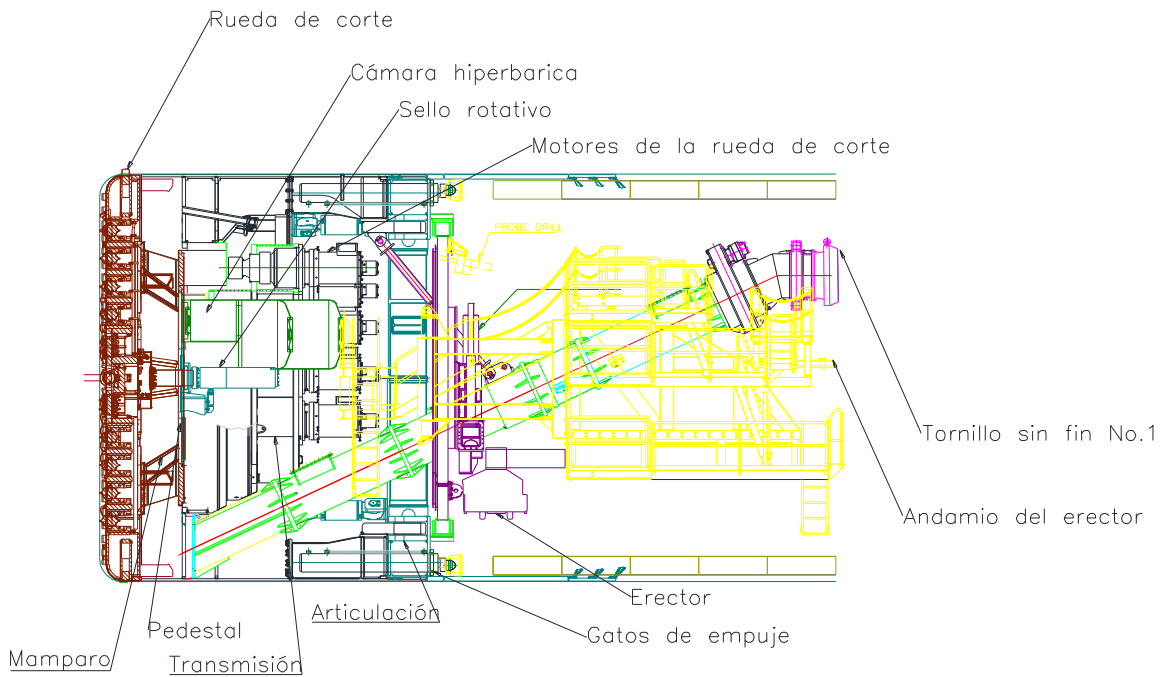 Rueda de corte
Cámara hiperbarica
Sello rotativo
Motores de la rueda de corte
PROBE DRILL
Tornillo sin fin No.1
Andamio del erector
Erector
Articulación
Gatos de empuje
Pedestal
Mamparo
Transmisión